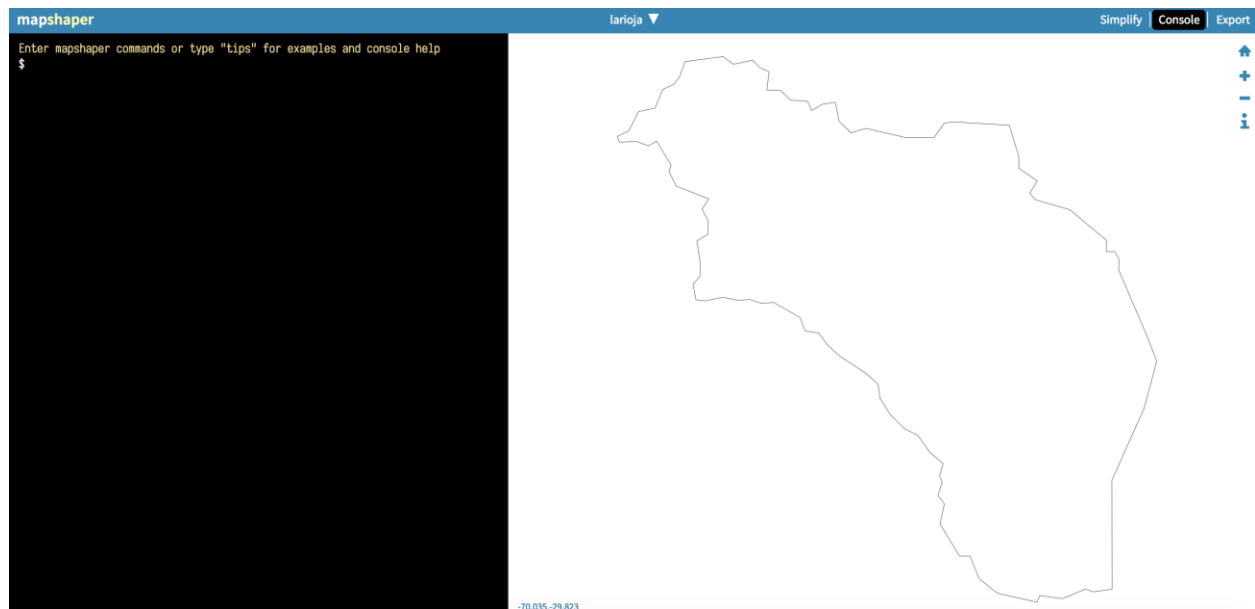 mapshaper
larioja ▼
Simplify | Console | Export
Enter mapshaper commands or type "tips" for examples and console help
$
-70.035,-29.823